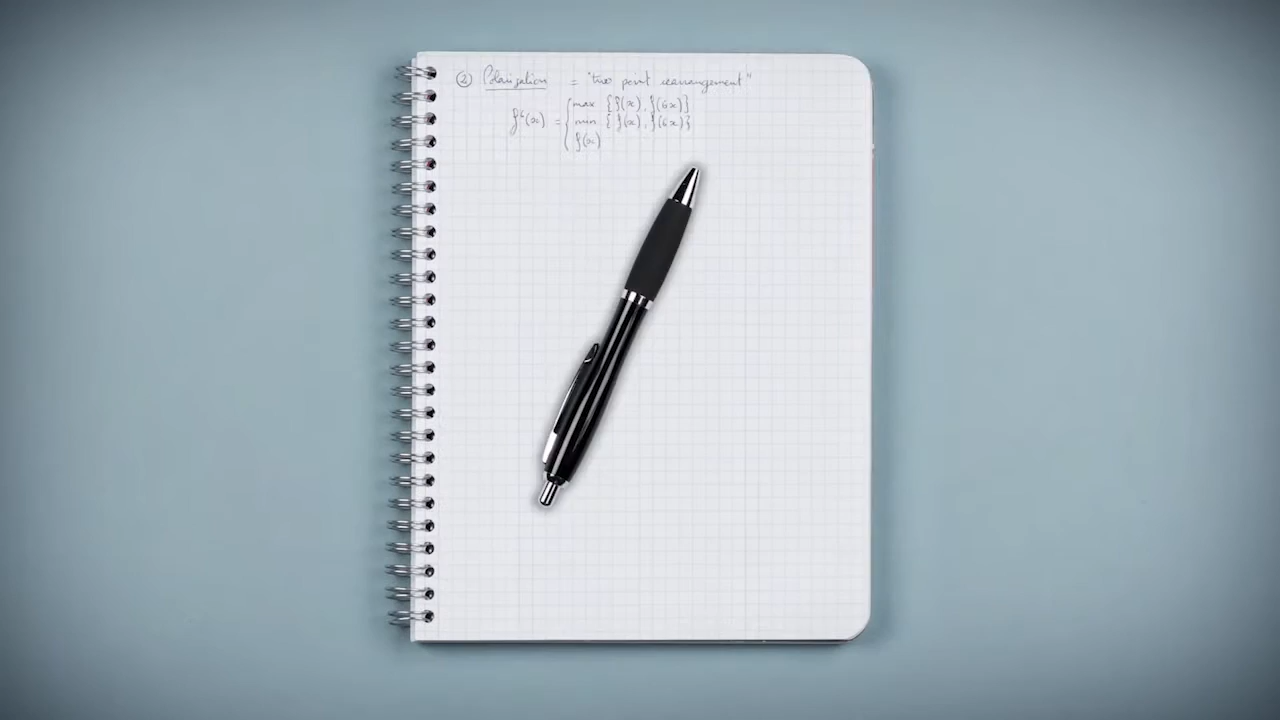 ② Polarization = "two point rearrangement"
f^σ(x) = { max {f(x), f(σx)}
min {f(x), f(σx)}
f(x)